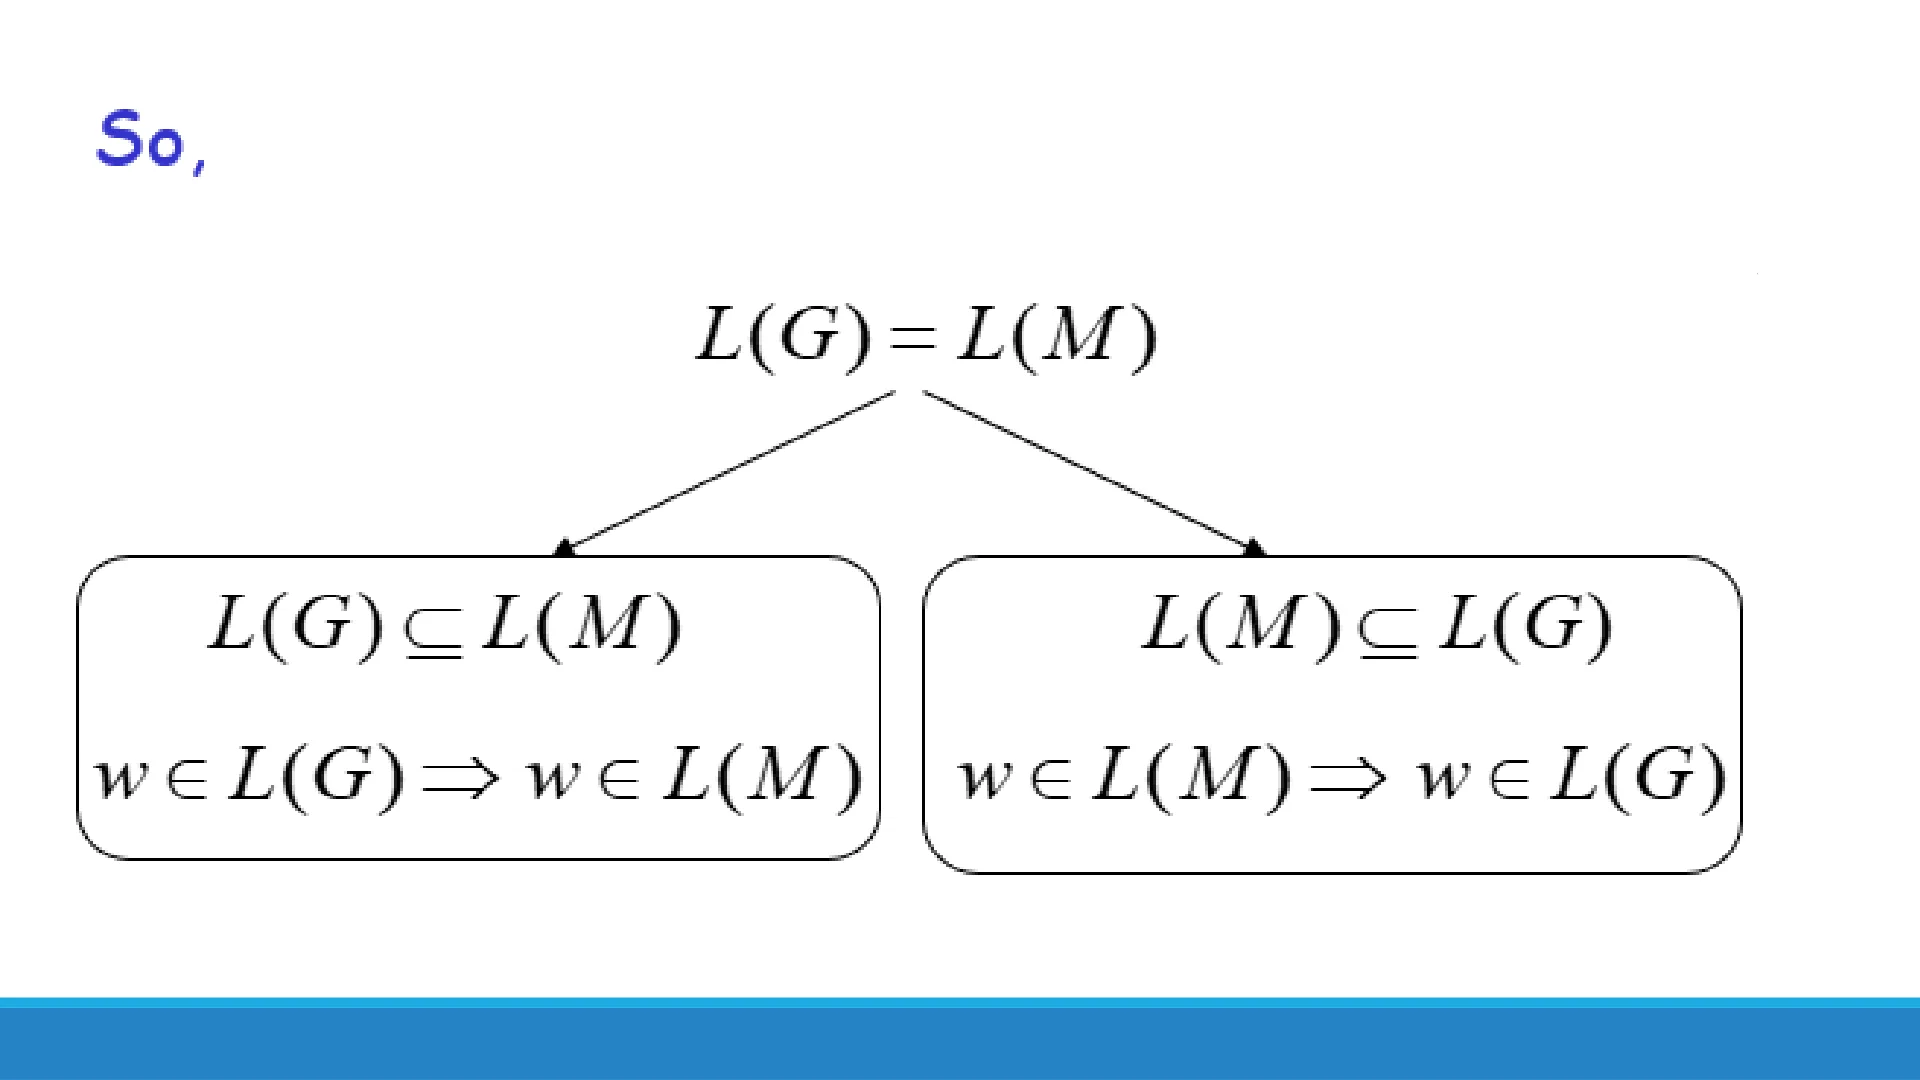 So,
L(G) = L(M)
L(G) ⊆ L(M)
w ∈ L(G) ⇒ w ∈ L(M)
L(M) ⊆ L(G)
w ∈ L(M) ⇒ w ∈ L(G)